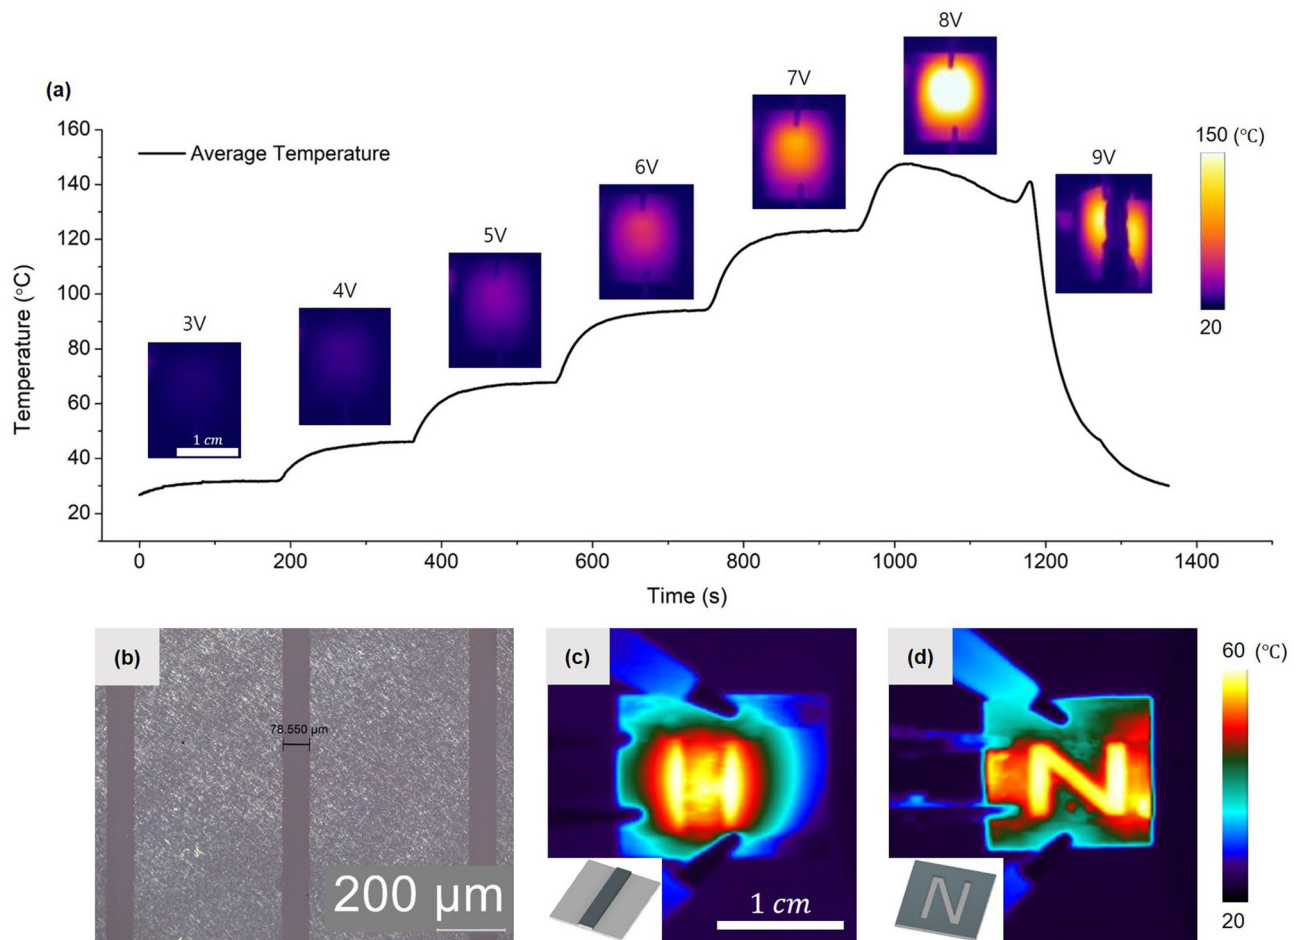 8V
7V
(a)
160
Average Temperature
150 (℃)
9V
6V
140
120
5V
100
4V
20
3V
80
60
1 cm
40
20
Temperature (°C)
0
200
400
600
800
1000
1200
1400
Time (s)
(b)
(c)
(d)
60 (℃)
78.550 µm
H
N
200 µm
1 cm
N
20